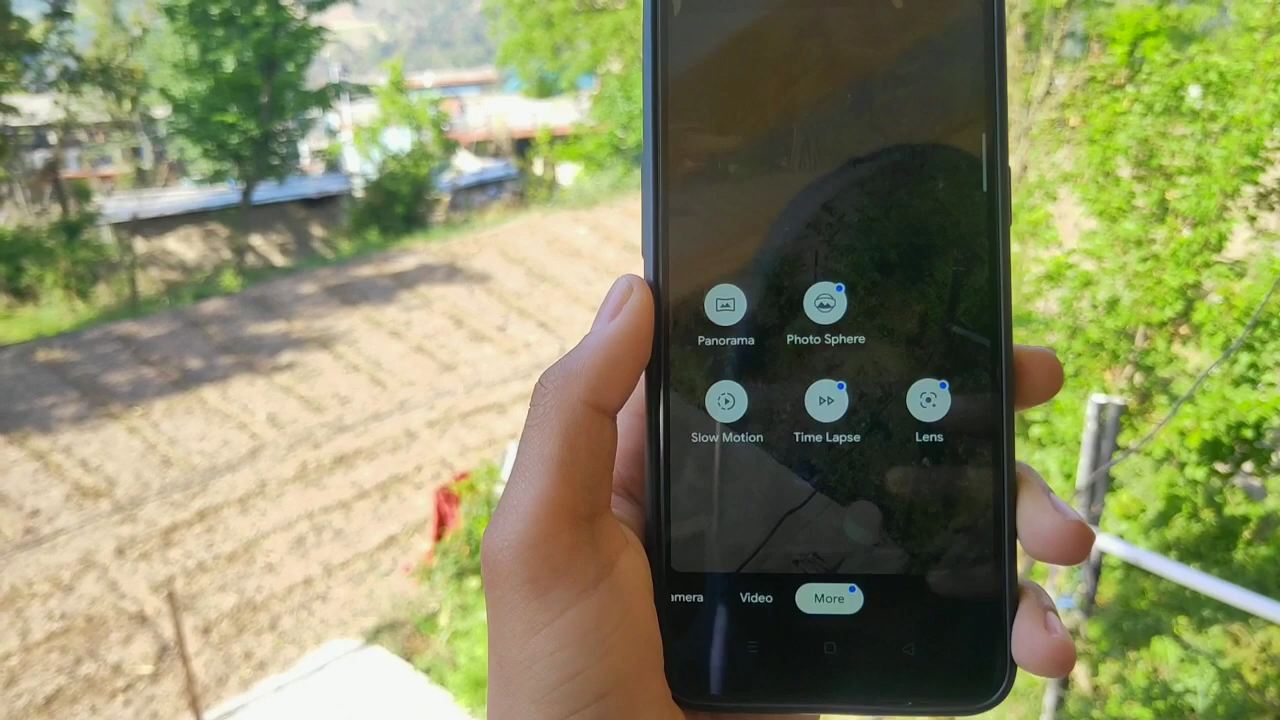 Panorama
Photo Sphere
Slow Motion
Time Lapse
Lens
amera
Video
More